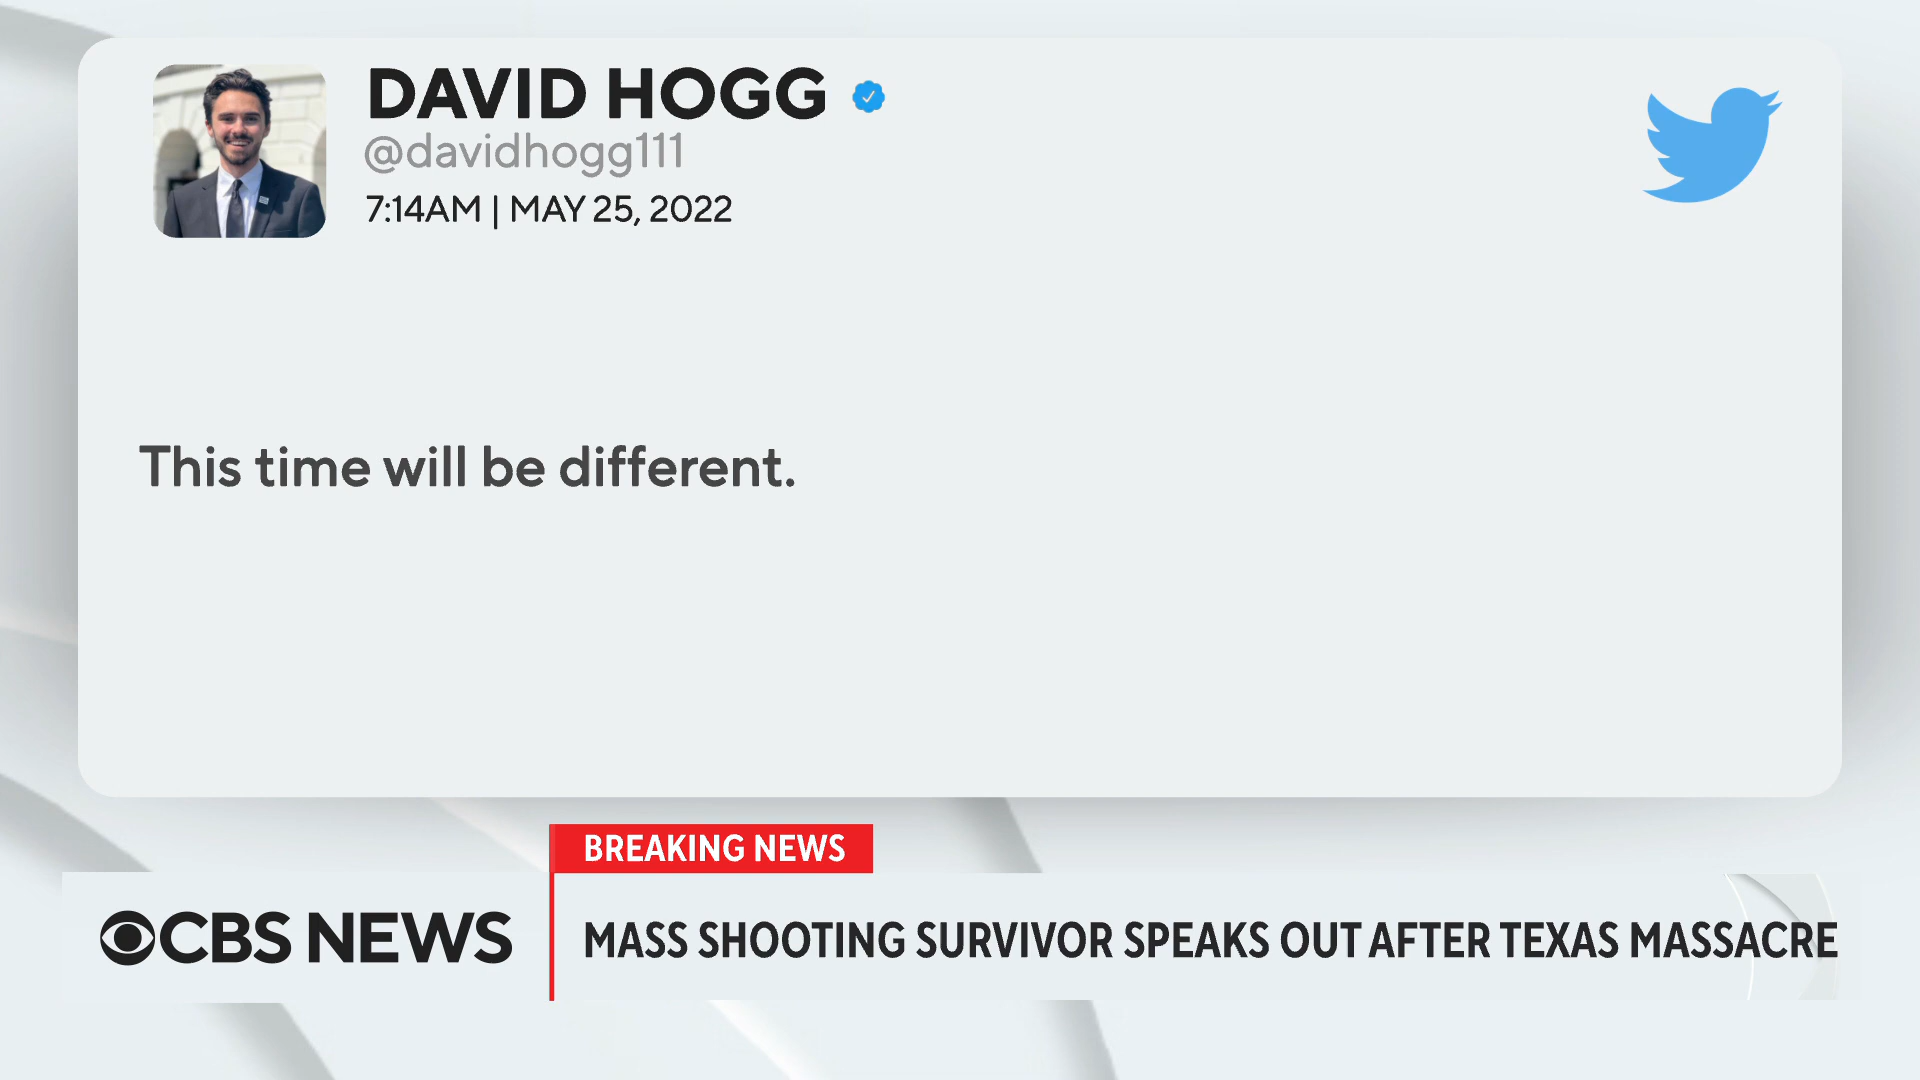 DAVID HOGG
@davidhogg111
7:14AM | MAY 25, 2022
This time will be different.
BREAKING NEWS
CBS NEWS
MASS SHOOTING SURVIVOR SPEAKS OUT AFTER TEXAS MASSACRE